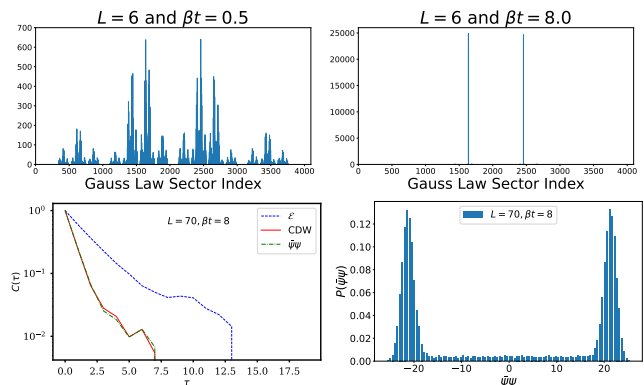 L = 6 and βt = 0.5
700
600
500
400
300
200
100
0
0 500 1000 1500 2000 2500 3000 3500 4000
Gauss Law Sector Index
L = 6 and βt = 8.0
25000
20000
15000
10000
5000
0
0 500 1000 1500 2000 2500 3000 3500 4000
Gauss Law Sector Index
L = 70, βt = 8
ℰ
CDW
ψ̄ψ
C(τ)
10⁰
10⁻¹
10⁻²
0.0 2.5 5.0 7.5 10.0 12.5 15.0 17.5
τ
L = 70, βt = 8
P(ψ̄ψ)
0.12
0.10
0.08
0.06
0.04
0.02
0.00
−20 −10 0 10 20
ψ̄ψ